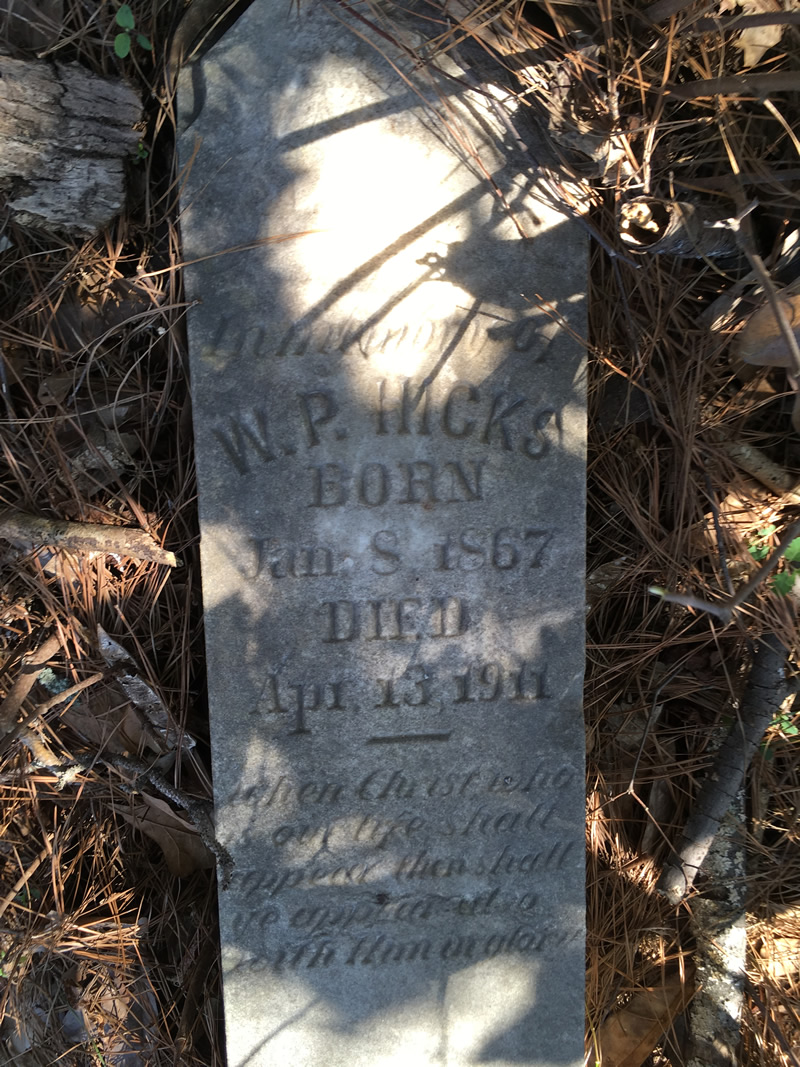 In memory of
W. P. HICKS
BORN
Jan. 8, 1867
DIED
Apr. 13, 1911
when Christ who
is our life shall
appear then shall
ye appear also
with Him in glory